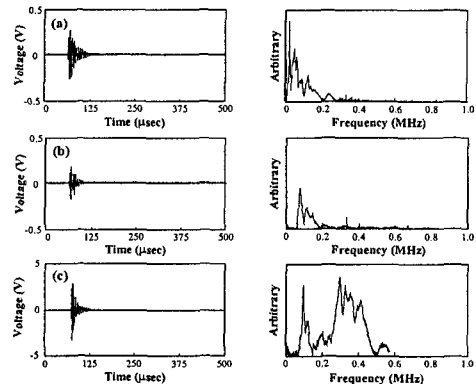 (a)
0.5
Voltage (V)
0
-0.5
125 250 375 500
Time (μsec)
Arbitrary
0 0.2 0.4 0.6 0.8 1.0
Frequency (MHz)
(b)
0.5
Voltage (V)
0
-0.5
125 250 375 500
Time (μsec)
Arbitrary
0 0.2 0.4 0.6 0.8 1.0
Frequency (MHz)
(c)
5
Voltage (V)
0
-5
125 250 375 500
Time (μsec)
Arbitrary
0 0.2 0.4 0.6 0.8 1.0
Frequency (MHz)